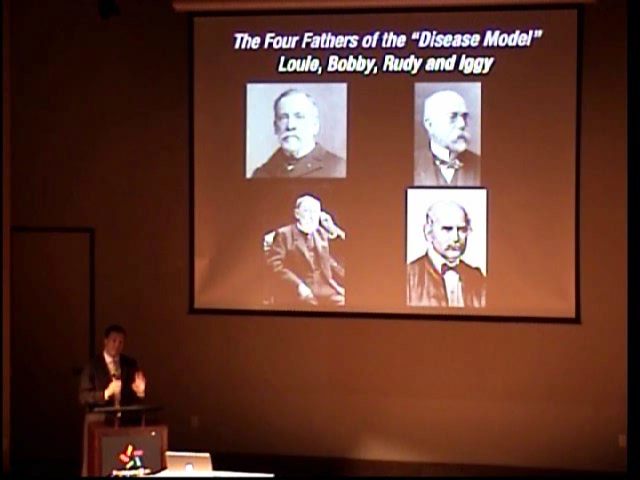 The Four Fathers of the “Disease Model”
Louie, Bobby, Rudy and Iggy